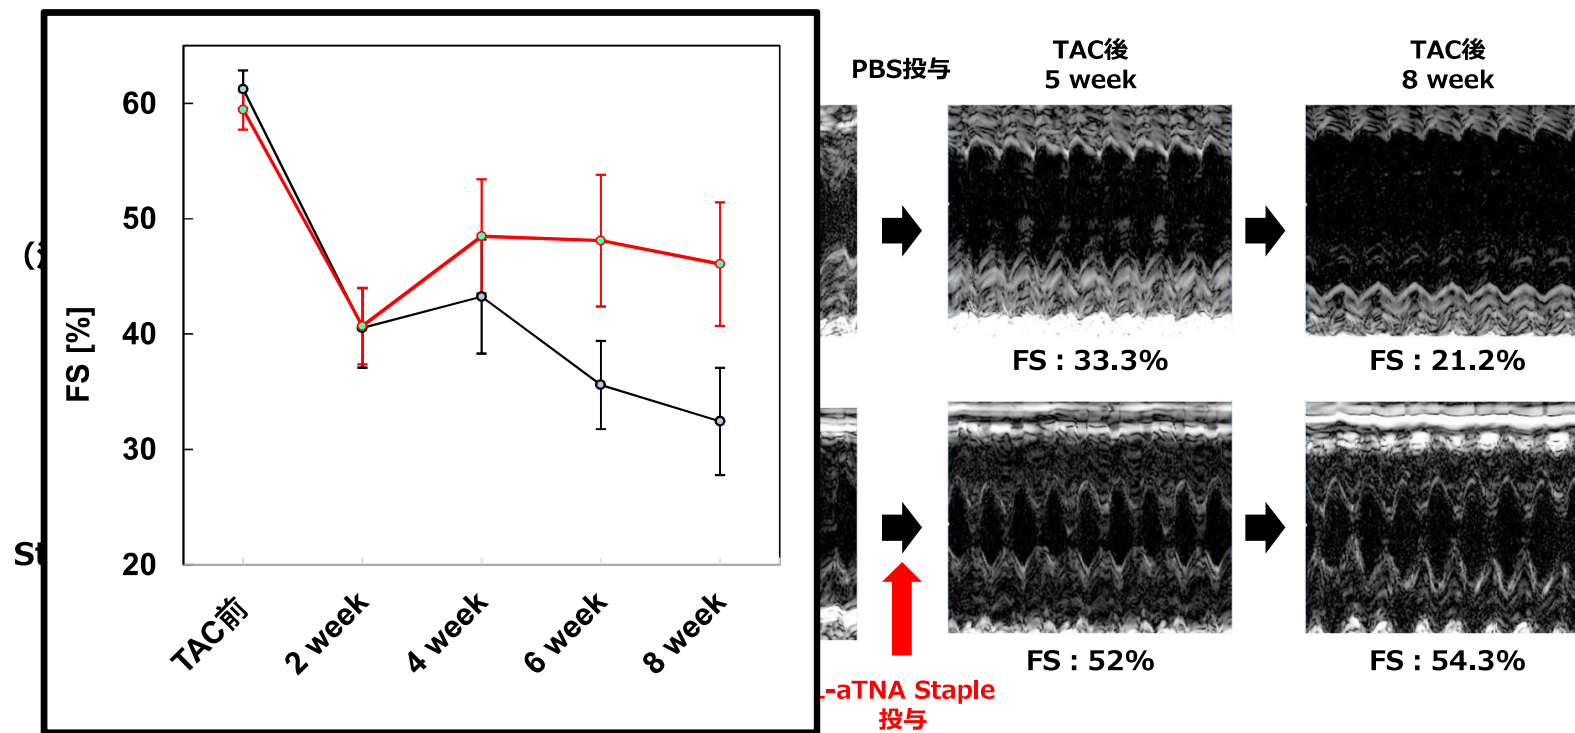 60
50
40
30
20
FS [%]
TAC前
2 week
4 week
6 week
8 week
PBS投与
TAC後
5 week
TAC後
8 week
FS : 33.3%
FS : 21.2%
FS : 52%
FS : 54.3%
-aTNA Staple
投与